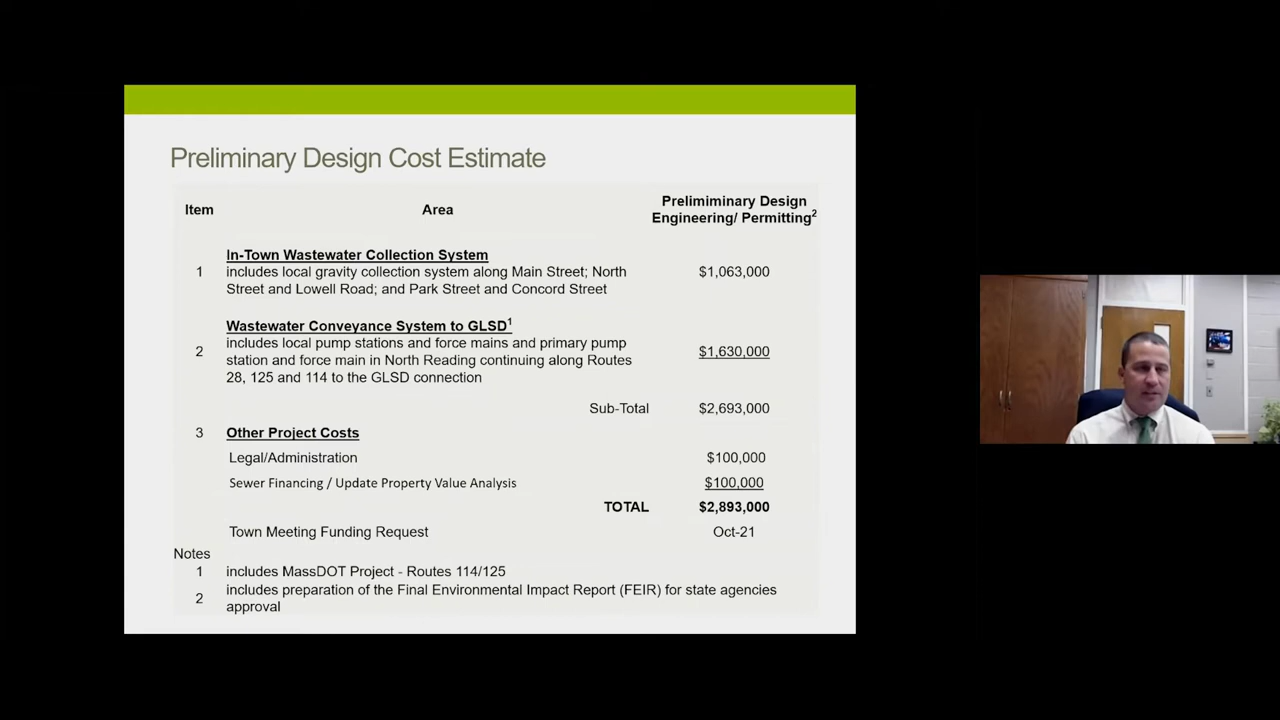 Preliminary Design Cost Estimate
Item Area Prelimiminary Design
Engineering/ Permitting2
In-Town Wastewater Collection System
1 includes local gravity collection system along Main Street; North $1,063,000
Street and Lowell Road; and Park Street and Concord Street
Wastewater Conveyance System to GLSD1
includes local pump stations and force mains and primary pump
2 station and force main in North Reading continuing along Routes $1,630,000
28, 125 and 114 to the GLSD connection
Sub-Total $2,693,000
3 Other Project Costs
Legal/Administration $100,000
Sewer Financing / Update Property Value Analysis $100,000
TOTAL $2,893,000
Town Meeting Funding Request Oct-21
Notes
1 includes MassDOT Project - Routes 114/125
2 includes preparation of the Final Environmental Impact Report (FEIR) for state agencies
approval